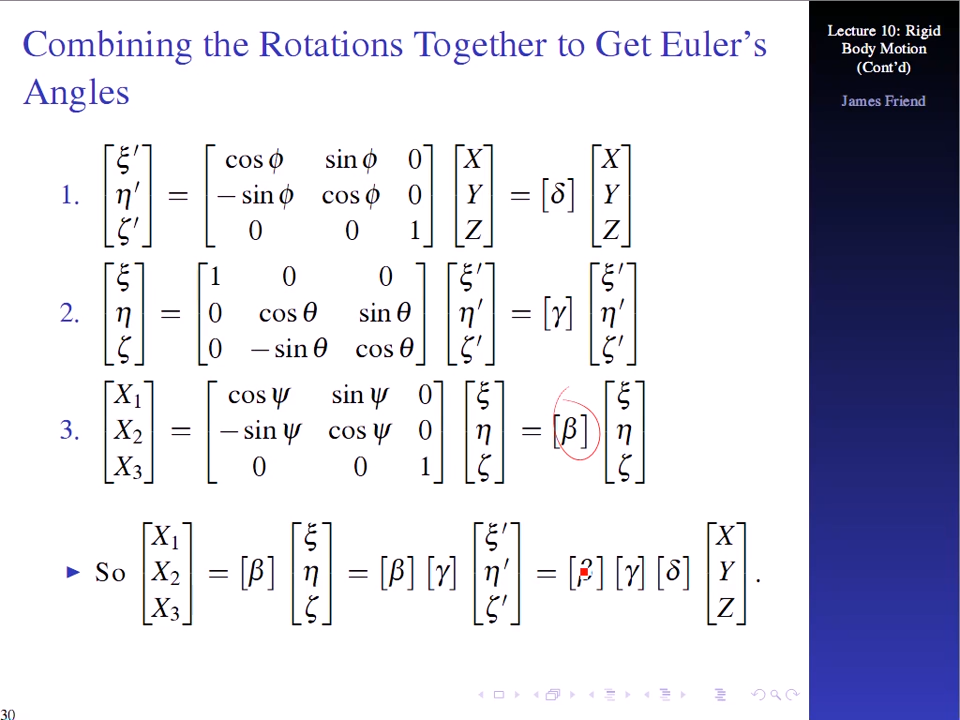 Combining the Rotations Together to Get Euler's
Angles
Lecture 10: Rigid
Body Motion
(Cont'd)
James Friend
1. [ξ′ η′ ζ′] = [cos ϕ sin ϕ 0; − sin ϕ cos ϕ 0; 0 0 1] [X Y Z] = [δ] [X Y Z]
2. [ξ η ζ] = [1 0 0; 0 cos θ sin θ; 0 − sin θ cos θ] [ξ′ η′ ζ′] = [γ] [ξ′ η′ ζ′]
3. [X₁ X₂ X₃] = [cos ψ sin ψ 0; − sin ψ cos ψ 0; 0 0 1] [ξ η ζ] = [β] [ξ η ζ]
So [X₁ X₂ X₃] = [β] [ξ η ζ] = [β] [γ] [ξ′ η′ ζ′] = [β] [γ] [δ] [X Y Z].
30